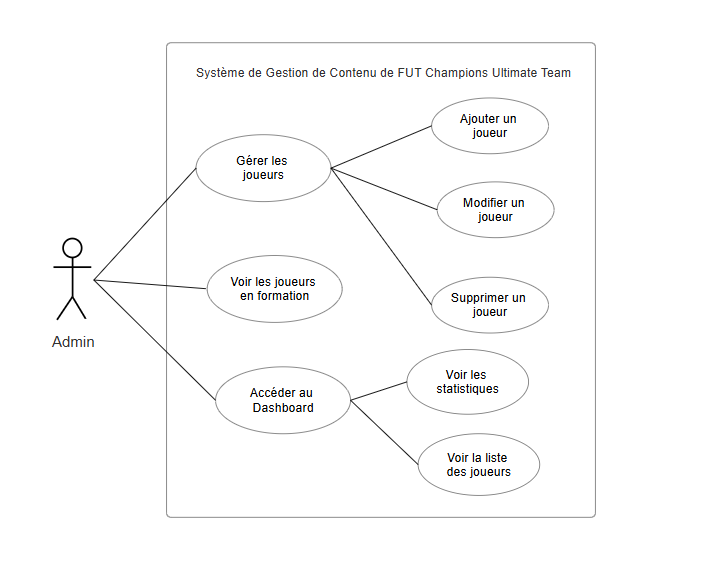 Système de Gestion de Contenu de FUT Champions Ultimate Team
Ajouter un
joueur
Gérer les
joueurs
Modifier un
joueur
Voir les joueurs
en formation
Supprimer un
joueur
Admin
Accéder au
Dashboard
Voir les
statistiques
Voir la liste
des joueurs